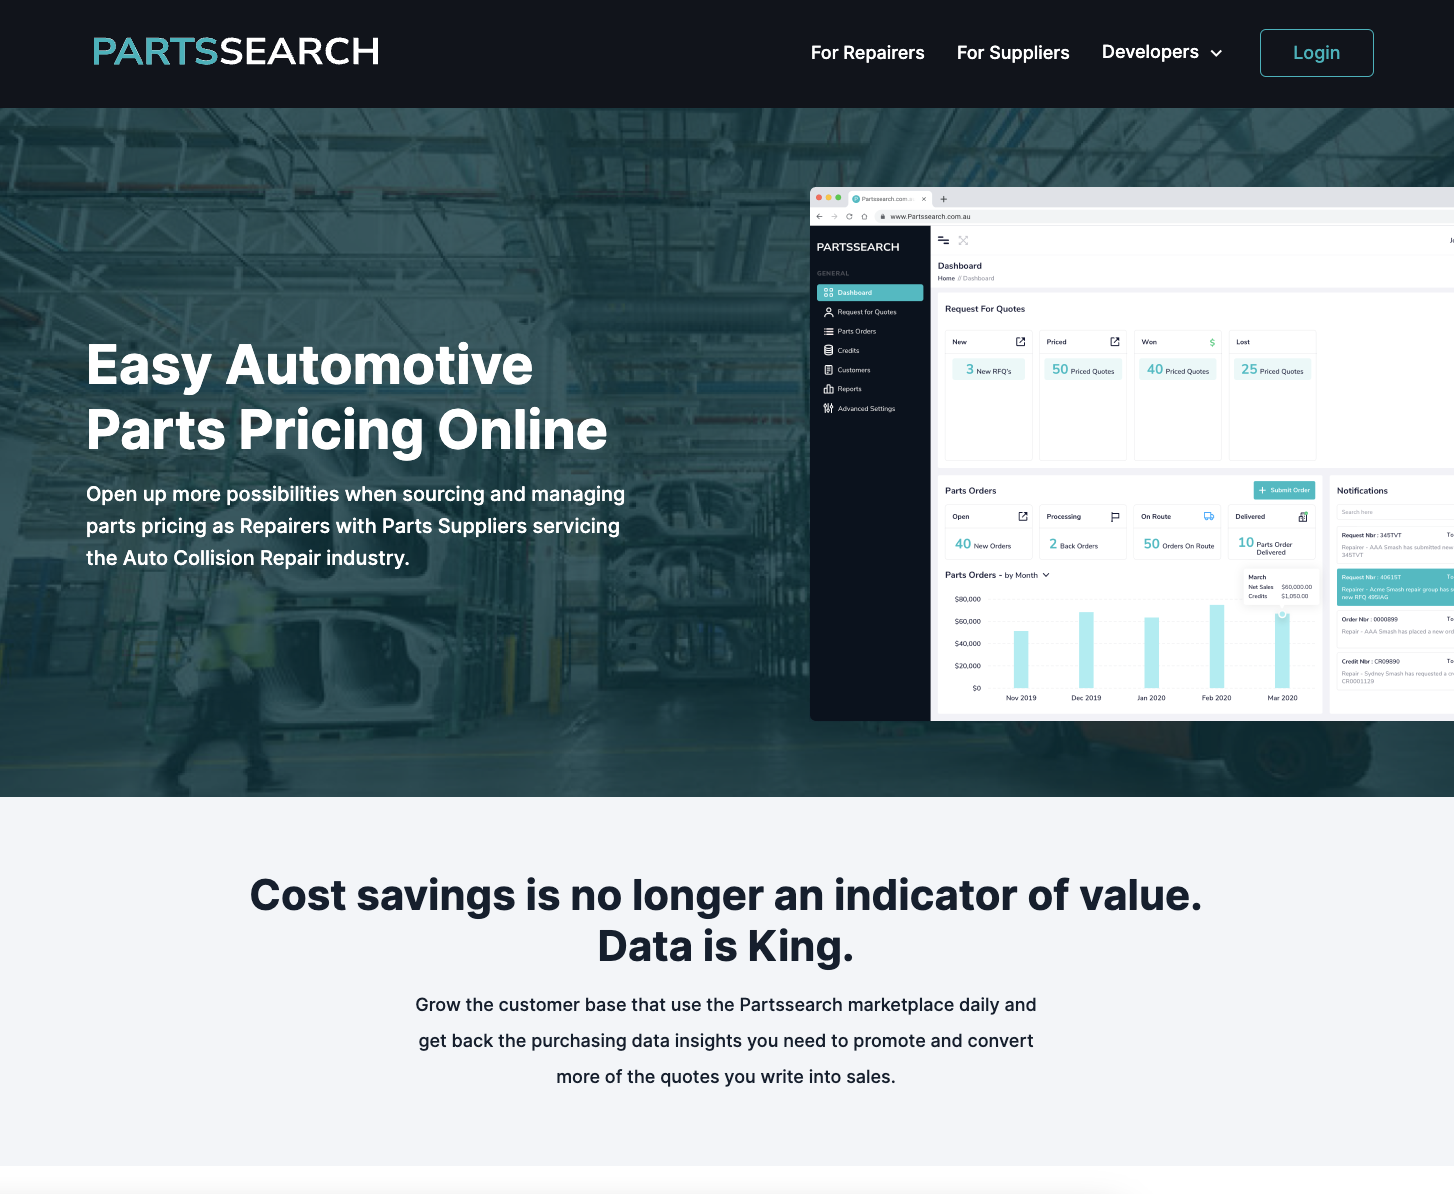 PARTSSEARCH
For Repairers
For Suppliers
Developers
Login
Easy Automotive
Parts Pricing Online
Open up more possibilities when sourcing and managing
parts pricing as Repairers with Parts Suppliers servicing
the Auto Collision Repair industry.
Partssearch.com.a
www.Partssearch.com.au
PARTSSEARCH
GENERAL
Dashboard
Request for Quotes
Parts Orders
Credits
Customers
Reports
Advanced Settings
Dashboard
Home // Dashboard
Request For Quotes
New
3 New RFQ's
Priced
50 Priced Quotes
Won
$
40 Priced Quotes
Lost
25 Priced Quotes
Parts Orders
+ Submit Order
Open
40 New Orders
Processing
2 Back Orders
On Route
50 Orders On Route
Delivered
10 Parts Order
Delivered
Parts Orders - by Month
March
Net Sales $60,000.00
Credits $1,050.00
$80,000
$60,000
$40,000
$20,000
$0
Nov 2019
Dec 2019
Jan 2020
Feb 2020
Mar 2020
Notifications
Search here
Request Nbr : 345TVT To
Repairer - AAA Smash has submitted new
345TVT
Request Nbr : 4061ST To
Repairer - Acme Smash repair group has s
new RFQ 495IAG
Order Nbr : 0000899 To
Repair - AAA Smash has placed a new ord
Credit Nbr : CR09890 To
Repair - Sydney Smash has requested a cr
CR0001129
Cost savings is no longer an indicator of value.
Data is King.
Grow the customer base that use the Partssearch marketplace daily and
get back the purchasing data insights you need to promote and convert
more of the quotes you write into sales.